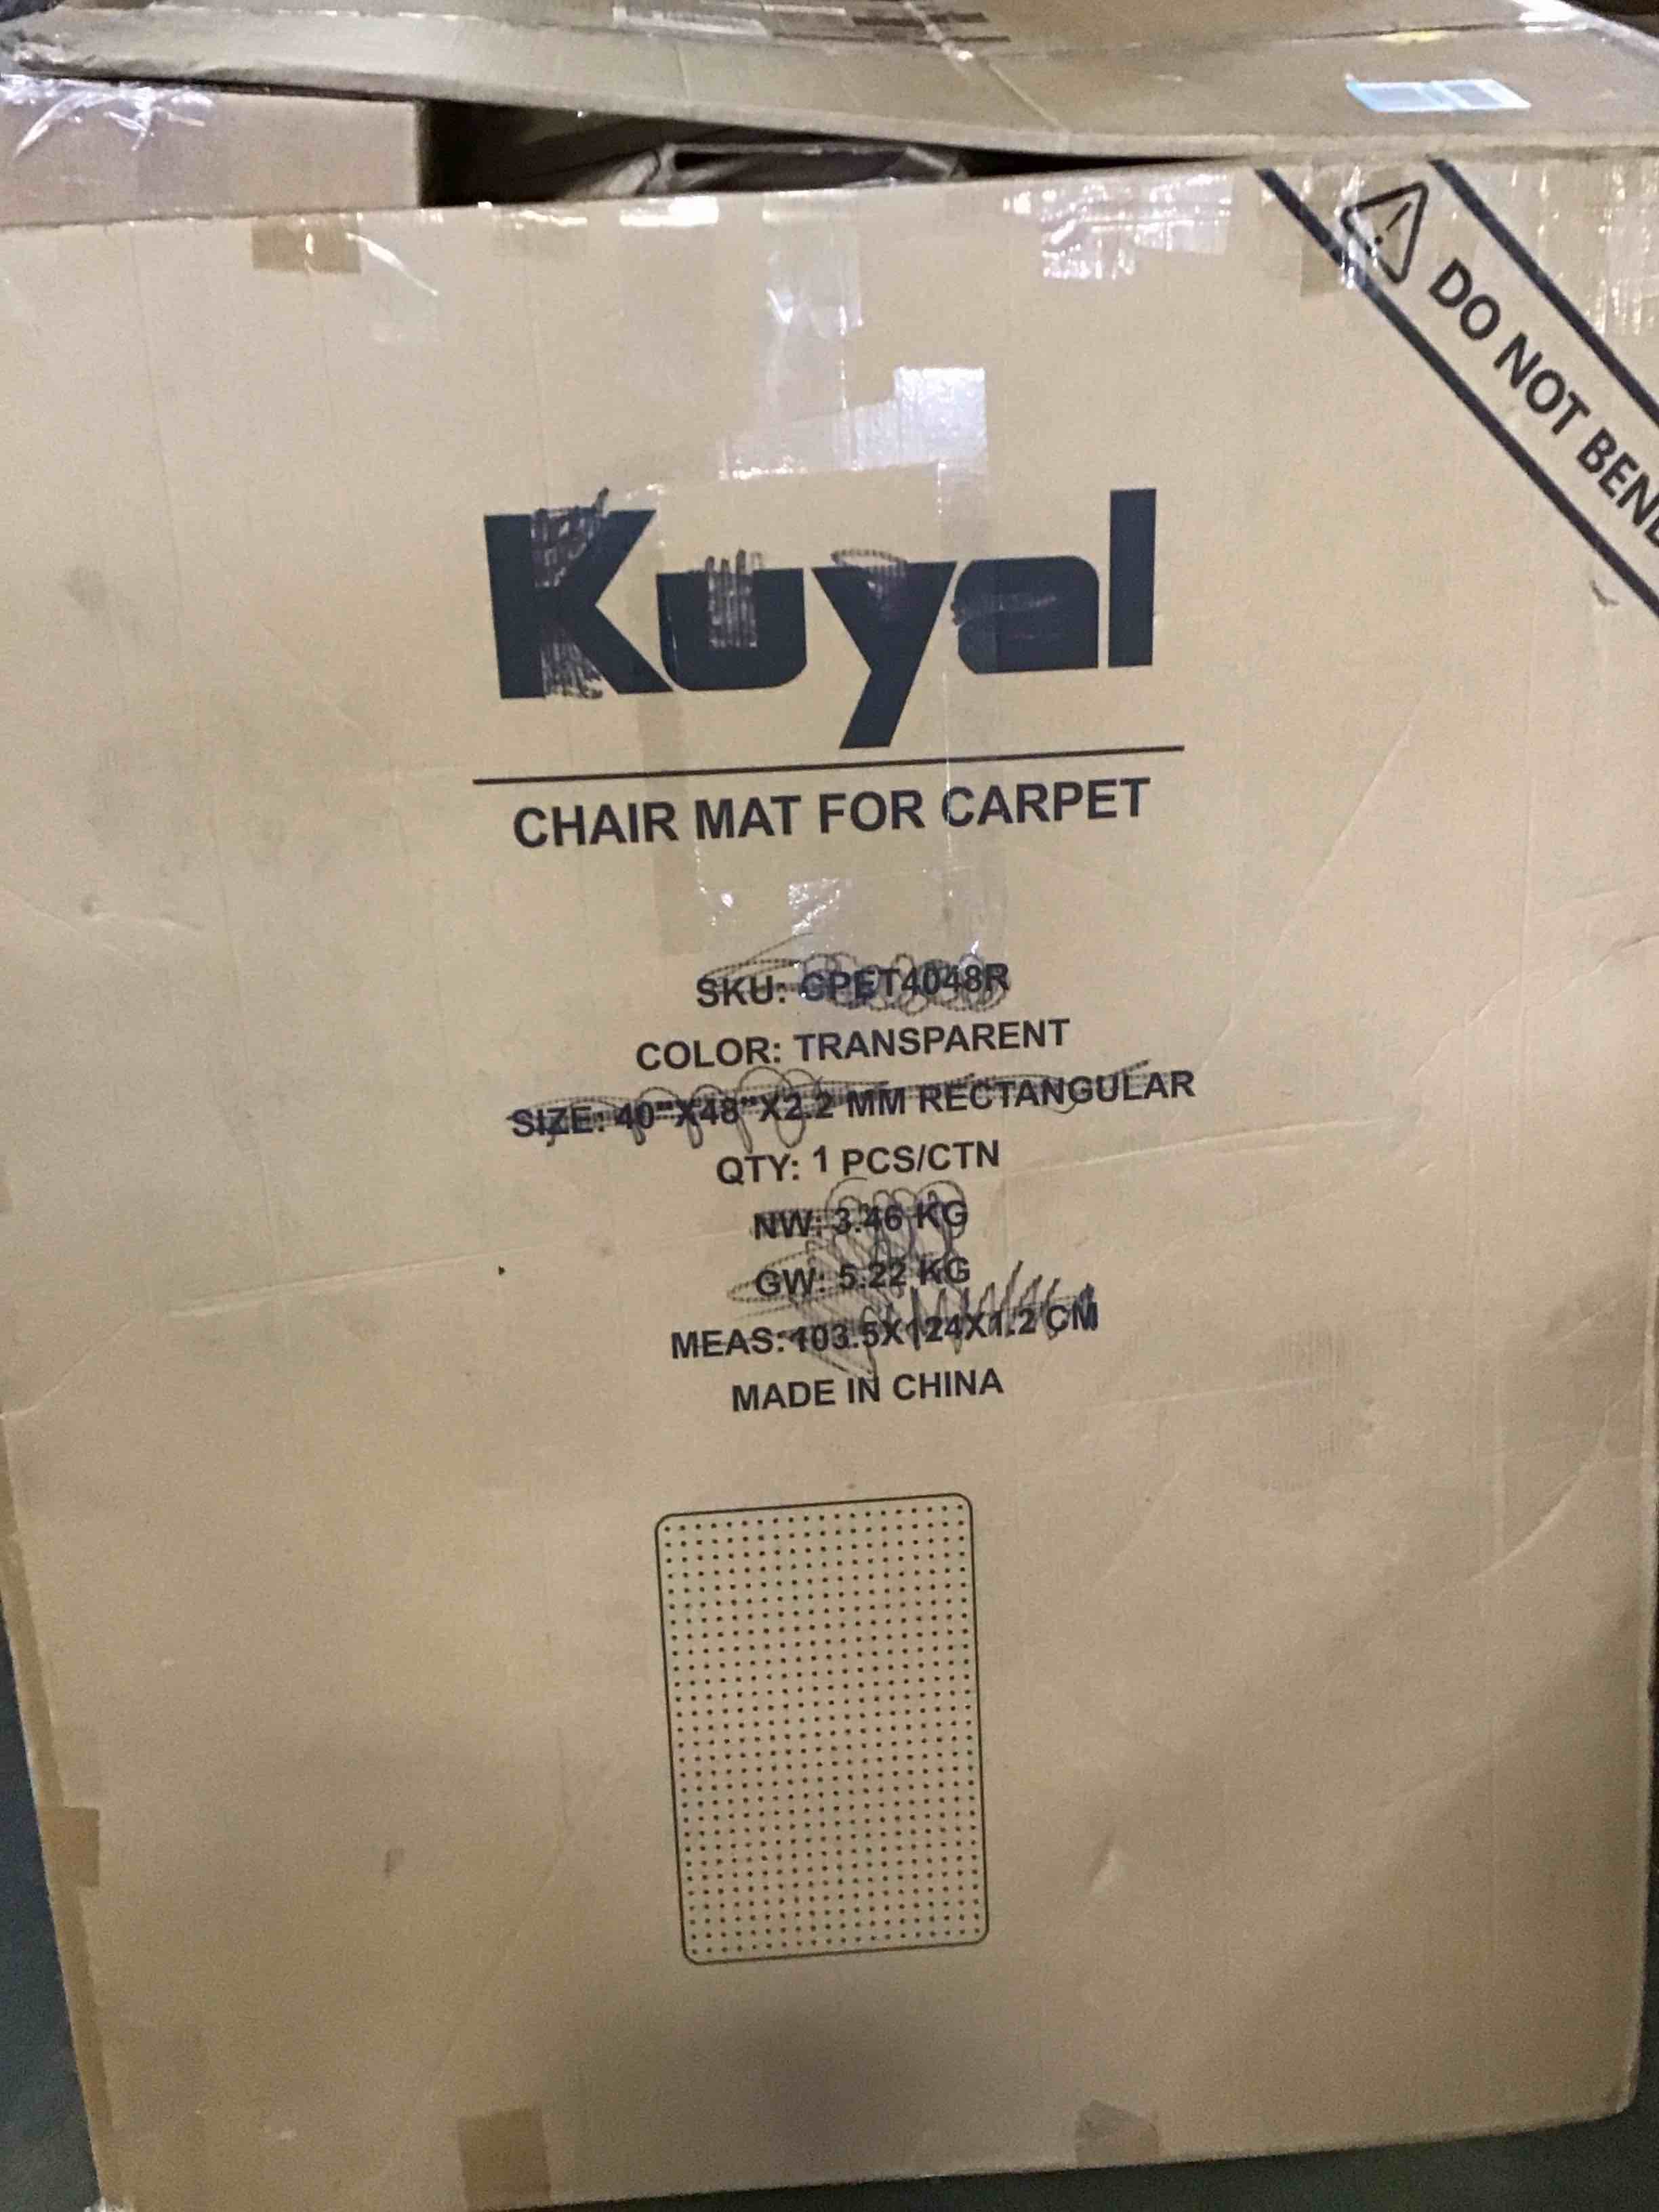 DO NOT BEND
Kuyal
CHAIR MAT FOR CARPET
SKU: CPET4048R
COLOR: TRANSPARENT
SIZE: 40"X48"X2.2 MM RECTANGULAR
QTY: 1 PCS/CTN
NW: 3.46 KG
GW: 5.22 KG
MEAS: 103.5X124X1.2 CM
MADE IN CHINA